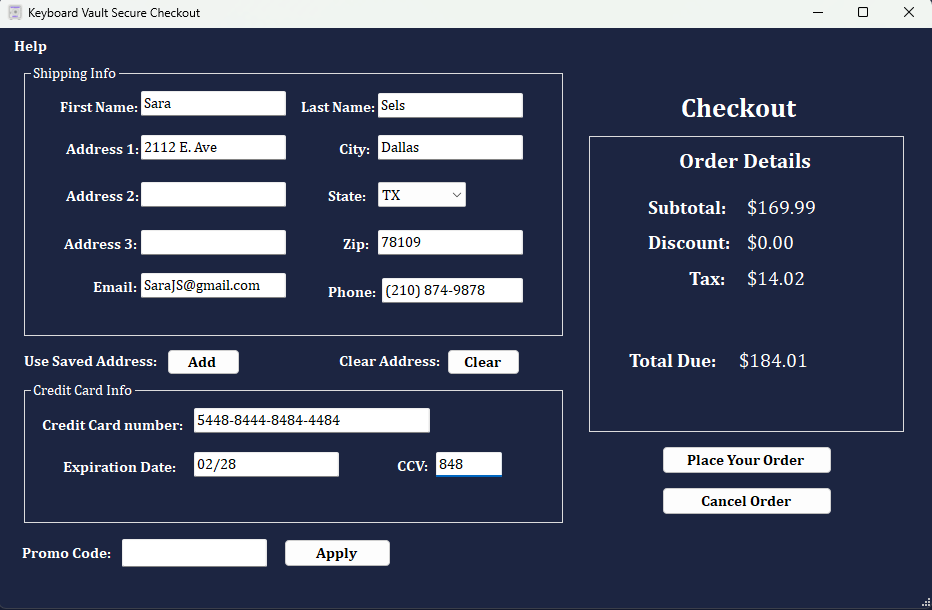 Keyboard Vault Secure Checkout
Help
Shipping Info
First Name: Sara Last Name: Sels
Address 1: 2112 E. Ave City: Dallas
Address 2: State: TX
Address 3: Zip: 78109
Email: SaraJS@gmail.com Phone: (210) 874-9878
Use Saved Address: Add Clear Address: Clear
Credit Card Info
Credit Card number: 5448-8444-8484-4484
Expiration Date: 02/28 CCV: 848
Promo Code: Apply
Checkout
Order Details
Subtotal: $169.99
Discount: $0.00
Tax: $14.02
Total Due: $184.01
Place Your Order
Cancel Order